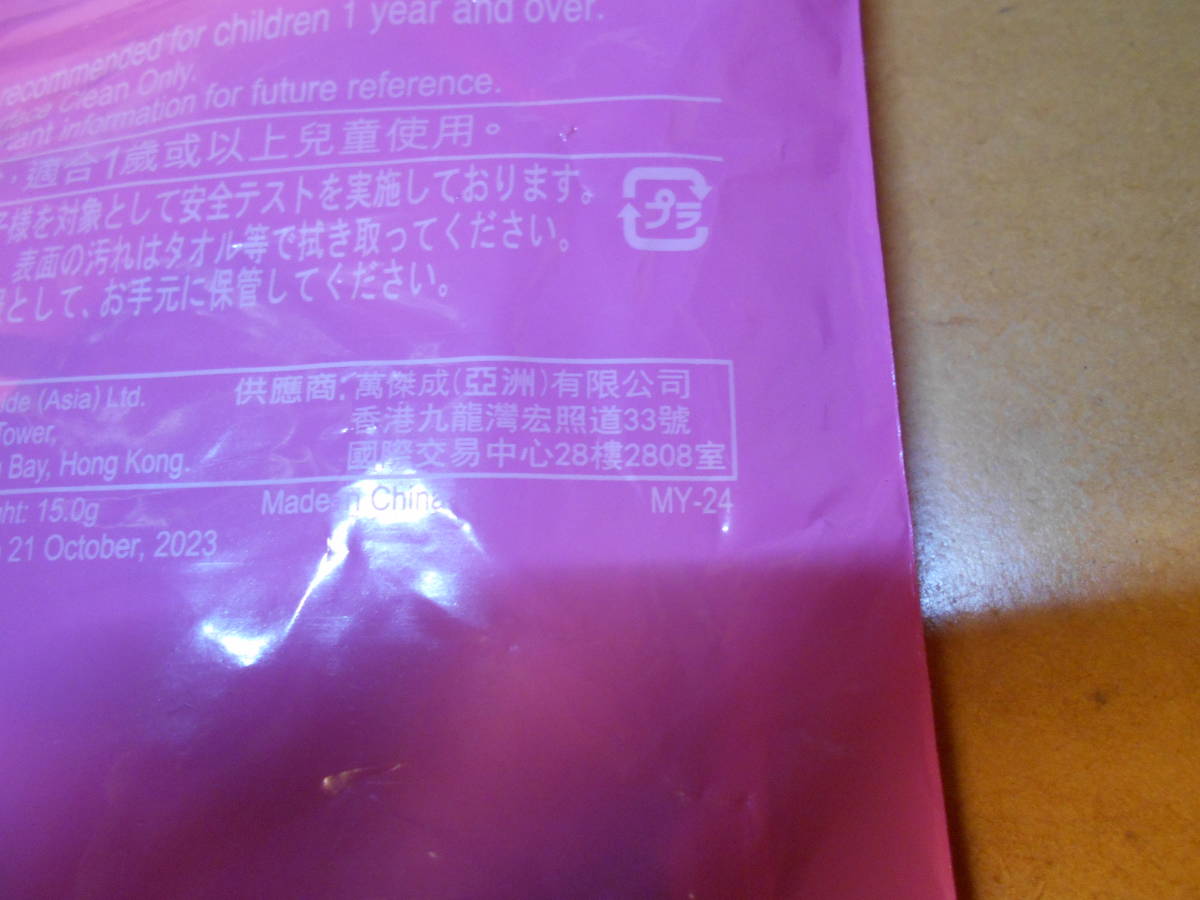 recommended for children 1 year and over.
Clean Only.
information for future reference.
適合1歲或以上兒童使用。
様を対象として安全テストを実施しております。
表面の汚れはタオル等で拭き取ってください。
として、お手元に保管してください。
プラ
(Asia) Ltd.
Tower,
Bay, Hong Kong.
供應商: 萬傑成(亞洲)有限公司
香港九龍灣宏照道33號
國際交易中心28樓2808室
15.0g
Made in China
MY-24
21 October, 2023